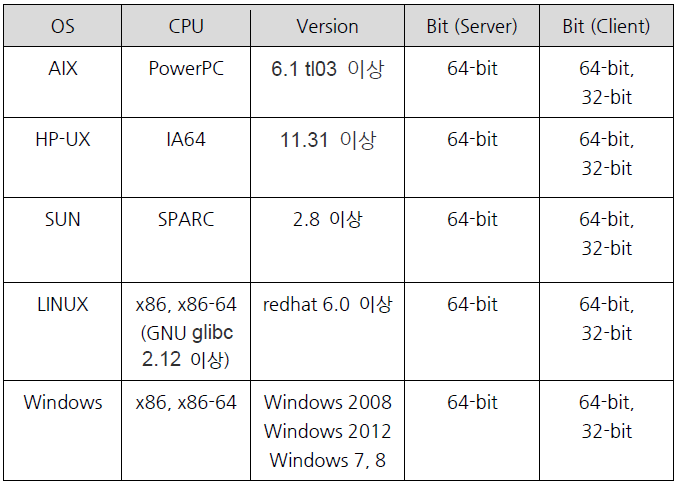 OS CPU Version Bit (Server) Bit (Client)
AIX PowerPC 6.1 tl03 이상 64-bit 64-bit,
32-bit
HP-UX IA64 11.31 이상 64-bit 64-bit,
32-bit
SUN SPARC 2.8 이상 64-bit 64-bit,
32-bit
LINUX x86, x86-64 redhat 6.0 이상 64-bit 64-bit,
(GNU glibc 32-bit
2.12 이상)
Windows x86, x86-64 Windows 2008 64-bit 64-bit,
Windows 2012 32-bit
Windows 7, 8